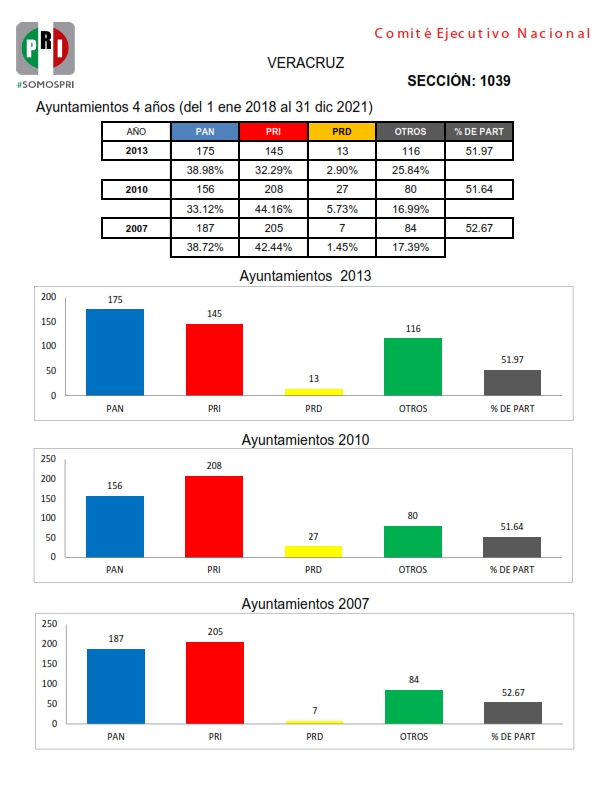 Comité Ejecutivo Nacional
PRI
#SOMOSPRI
VERACRUZ
SECCIÓN: 1039
Ayuntamientos 4 años (del 1 ene 2018 al 31 dic 2021)
AÑO PAN PRI PRD OTROS % DE PART
2013 175 145 13 116 51.97
38.98% 32.29% 2.90% 25.84%
2010 156 208 27 80 51.64
33.12% 44.16% 5.73% 16.99%
2007 187 205 7 84 52.67
38.72% 42.44% 1.45% 17.39%
Ayuntamientos 2013
200
150
100
50
0
175
145
13
116
51.97
PAN PRI PRD OTROS % DE PART
Ayuntamientos 2010
250
200
150
100
50
0
156
208
27
80
51.64
PAN PRI PRD OTROS % DE PART
Ayuntamientos 2007
250
200
150
100
50
0
187
205
7
84
52.67
PAN PRI PRD OTROS % DE PART